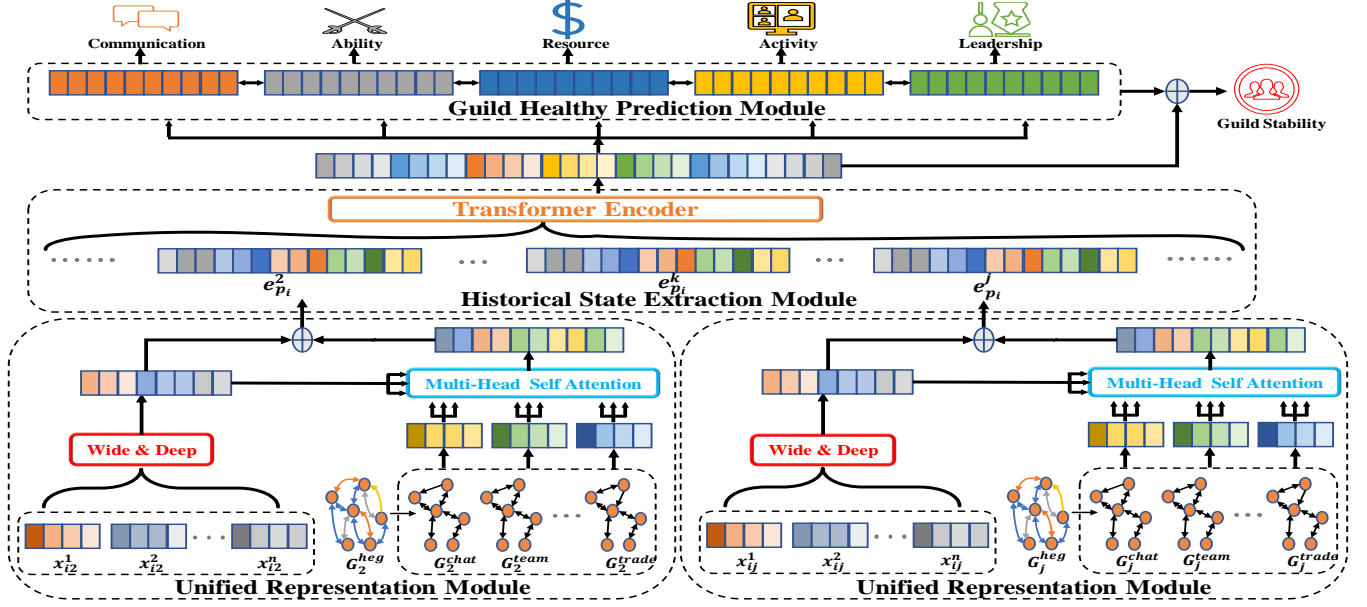 Communication
Ability
Resource
Activity
Leadership
Guild Healthy Prediction Module
Guild Stability
Transformer Encoder
$e_{p_i}^{2}$
$e_{p_i}^{k}$
$e_{p_i}^{j}$
Historical State Extraction Module
Multi-Head Self Attention
Wide & Deep
$x_{i2}^{1}$
$x_{i2}^{2}$
$x_{i2}^{n}$
$G_2^{heg}$
$G_2^{chat}$
$G_2^{team}$
$G_2^{trade}$
Unified Representation Module
Multi-Head Self Attention
Wide & Deep
$x_{ij}^{1}$
$x_{ij}^{2}$
$x_{ij}^{n}$
$G_j^{heg}$
$G_j^{chat}$
$G_j^{team}$
$G_j^{trade}$
Unified Representation Module